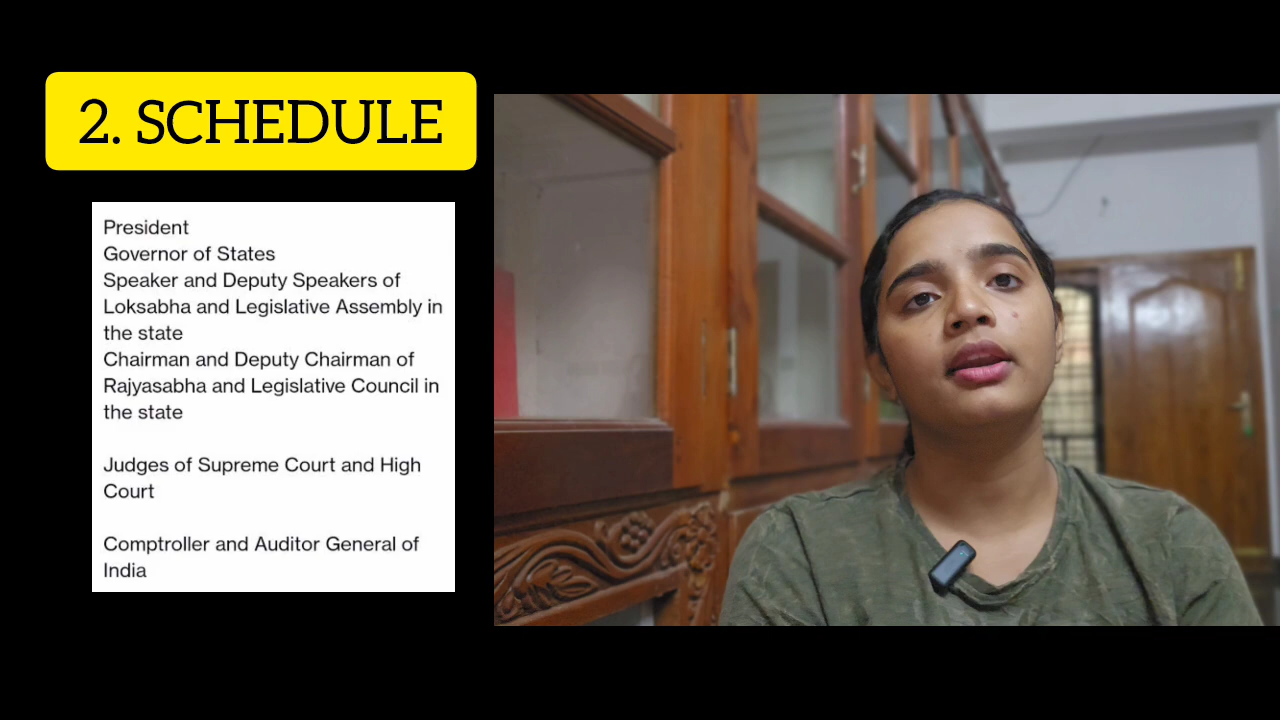 2. SCHEDULE
President
Governor of States
Speaker and Deputy Speakers of
Loksabha and Legislative Assembly in
the state
Chairman and Deputy Chairman of
Rajyasabha and Legislative Council in
the state
Judges of Supreme Court and High
Court
Comptroller and Auditor General of
India